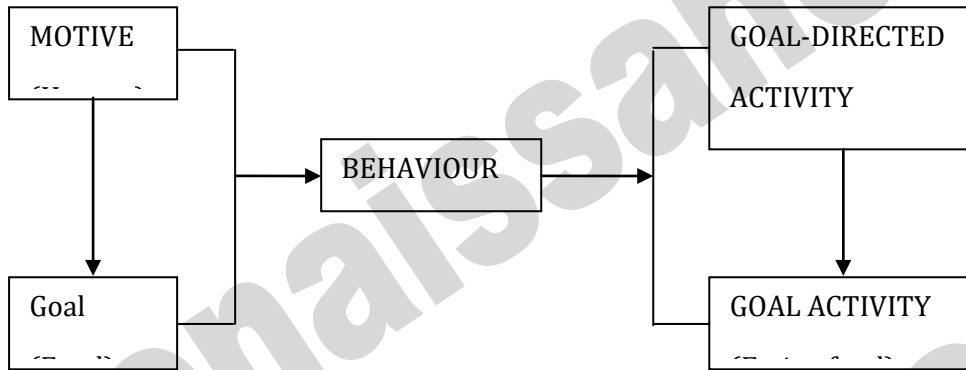 MOTIVE
GOAL-DIRECTED
ACTIVITY
BEHAVIOUR
Goal
GOAL ACTIVITY